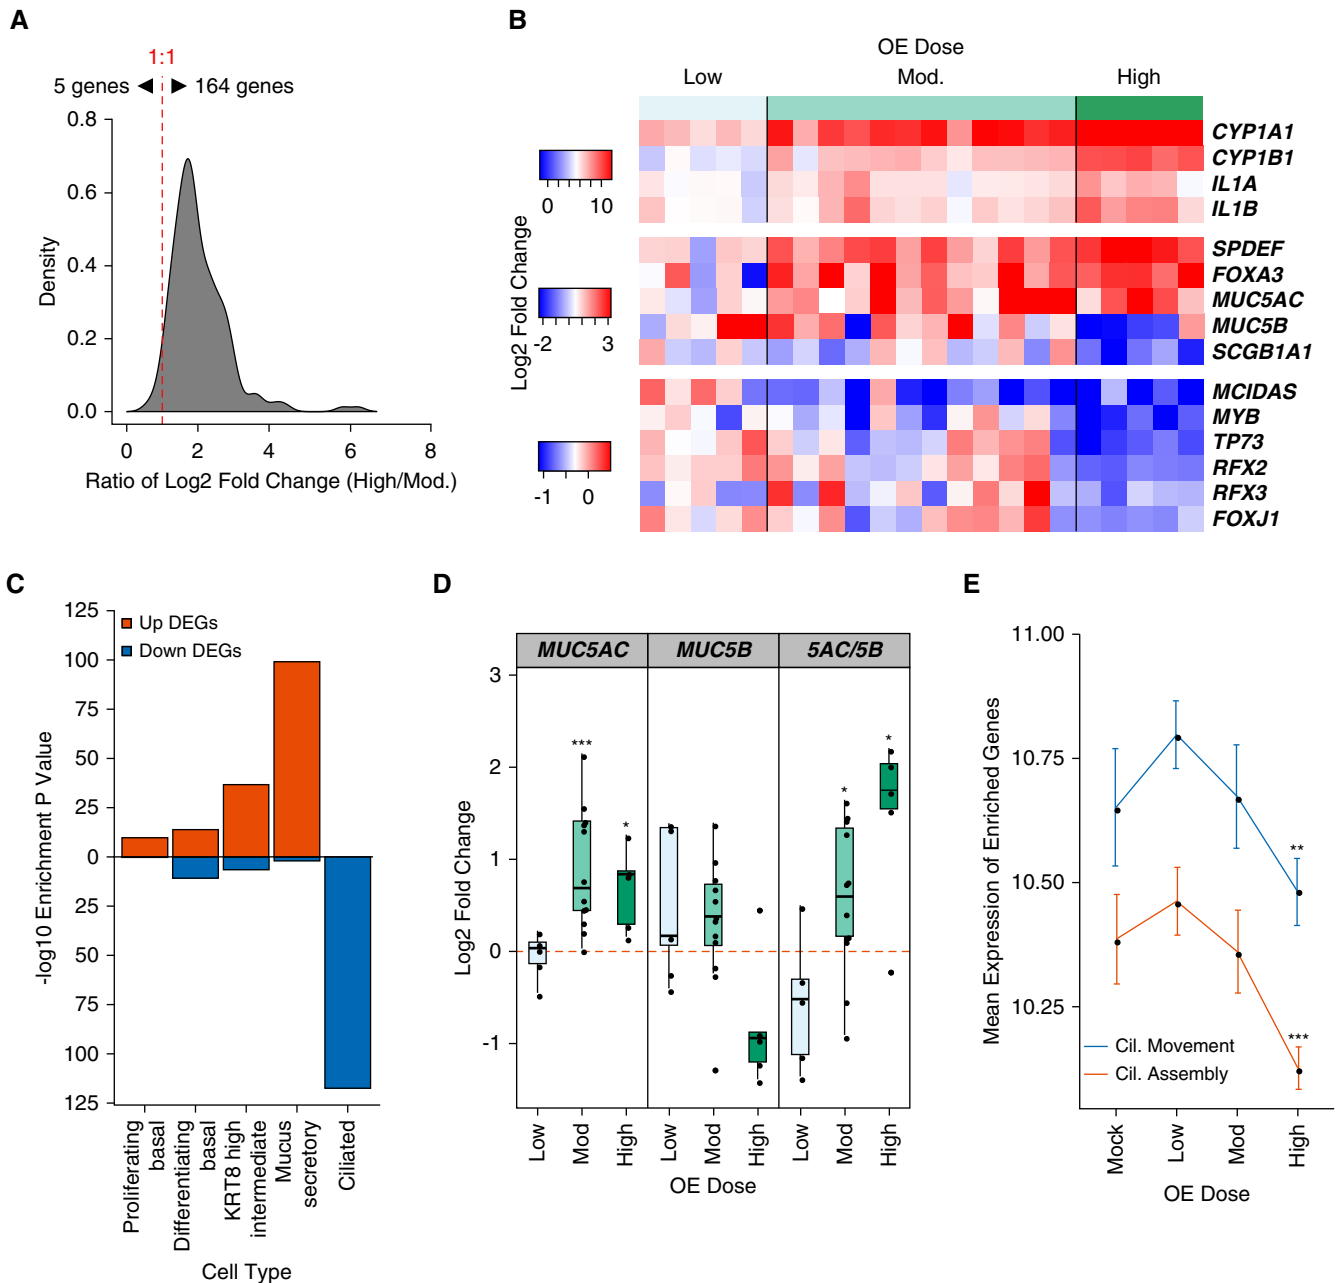 A
1:1
5 genes ◄ ► 164 genes
0.8
0.6
0.4
0.2
0.0
Density
0 2 4 6 8
Ratio of Log2 Fold Change (High/Mod.)
B
OE Dose
Low Mod. High
CYP1A1
CYP1B1
IL1A
IL1B
SPDEF
FOXA3
MUC5AC
MUC5B
SCGB1A1
MCIDAS
MYB
TP73
RFX2
RFX3
FOXJ1
0 10
-2 3
-1 0
Log2 Fold Change
C
Up DEGs
Down DEGs
125
100
75
50
25
0
25
50
75
100
125
-log10 Enrichment P Value
Proliferating
basal
Differentiating
basal
KRT8 high
intermediate
Mucus
secretory
Ciliated
Cell Type
D
MUC5AC MUC5B 5AC/5B
3
2
1
0
-1
Log2 Fold Change
***
*
*
*
Low Mod High Low Mod High Low Mod High
OE Dose
E
11.00
10.75
10.50
10.25
Mean Expression of Enriched Genes
**
***
Cil. Movement
Cil. Assembly
Mock Low Mod High
OE Dose